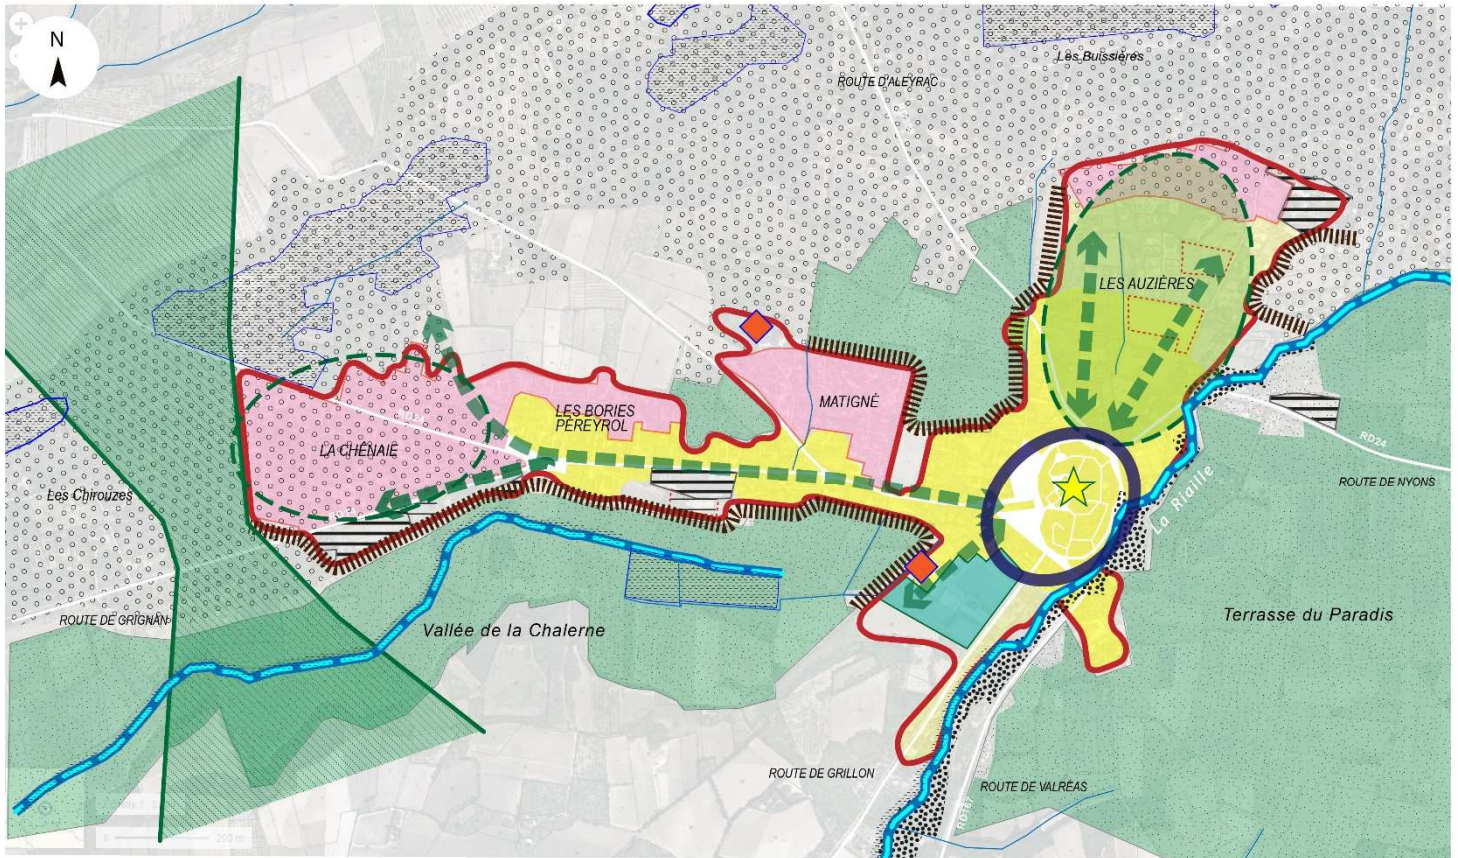 N
Les Buissières
ROUTE D'ALEYRAC
LES AUZIÈRES
MATIGNÉ
LES BORIES
PEREYROL
LA CHÊNAIE
RD24
Les Chirouzes
ROUTE DE NYONS
La Riaille
ROUTE DE GRIGNAN
Vallée de la Chalerne
Terrasse du Paradis
ROUTE DE GRILLON
ROUTE DE VALRÉAS
0
200 m